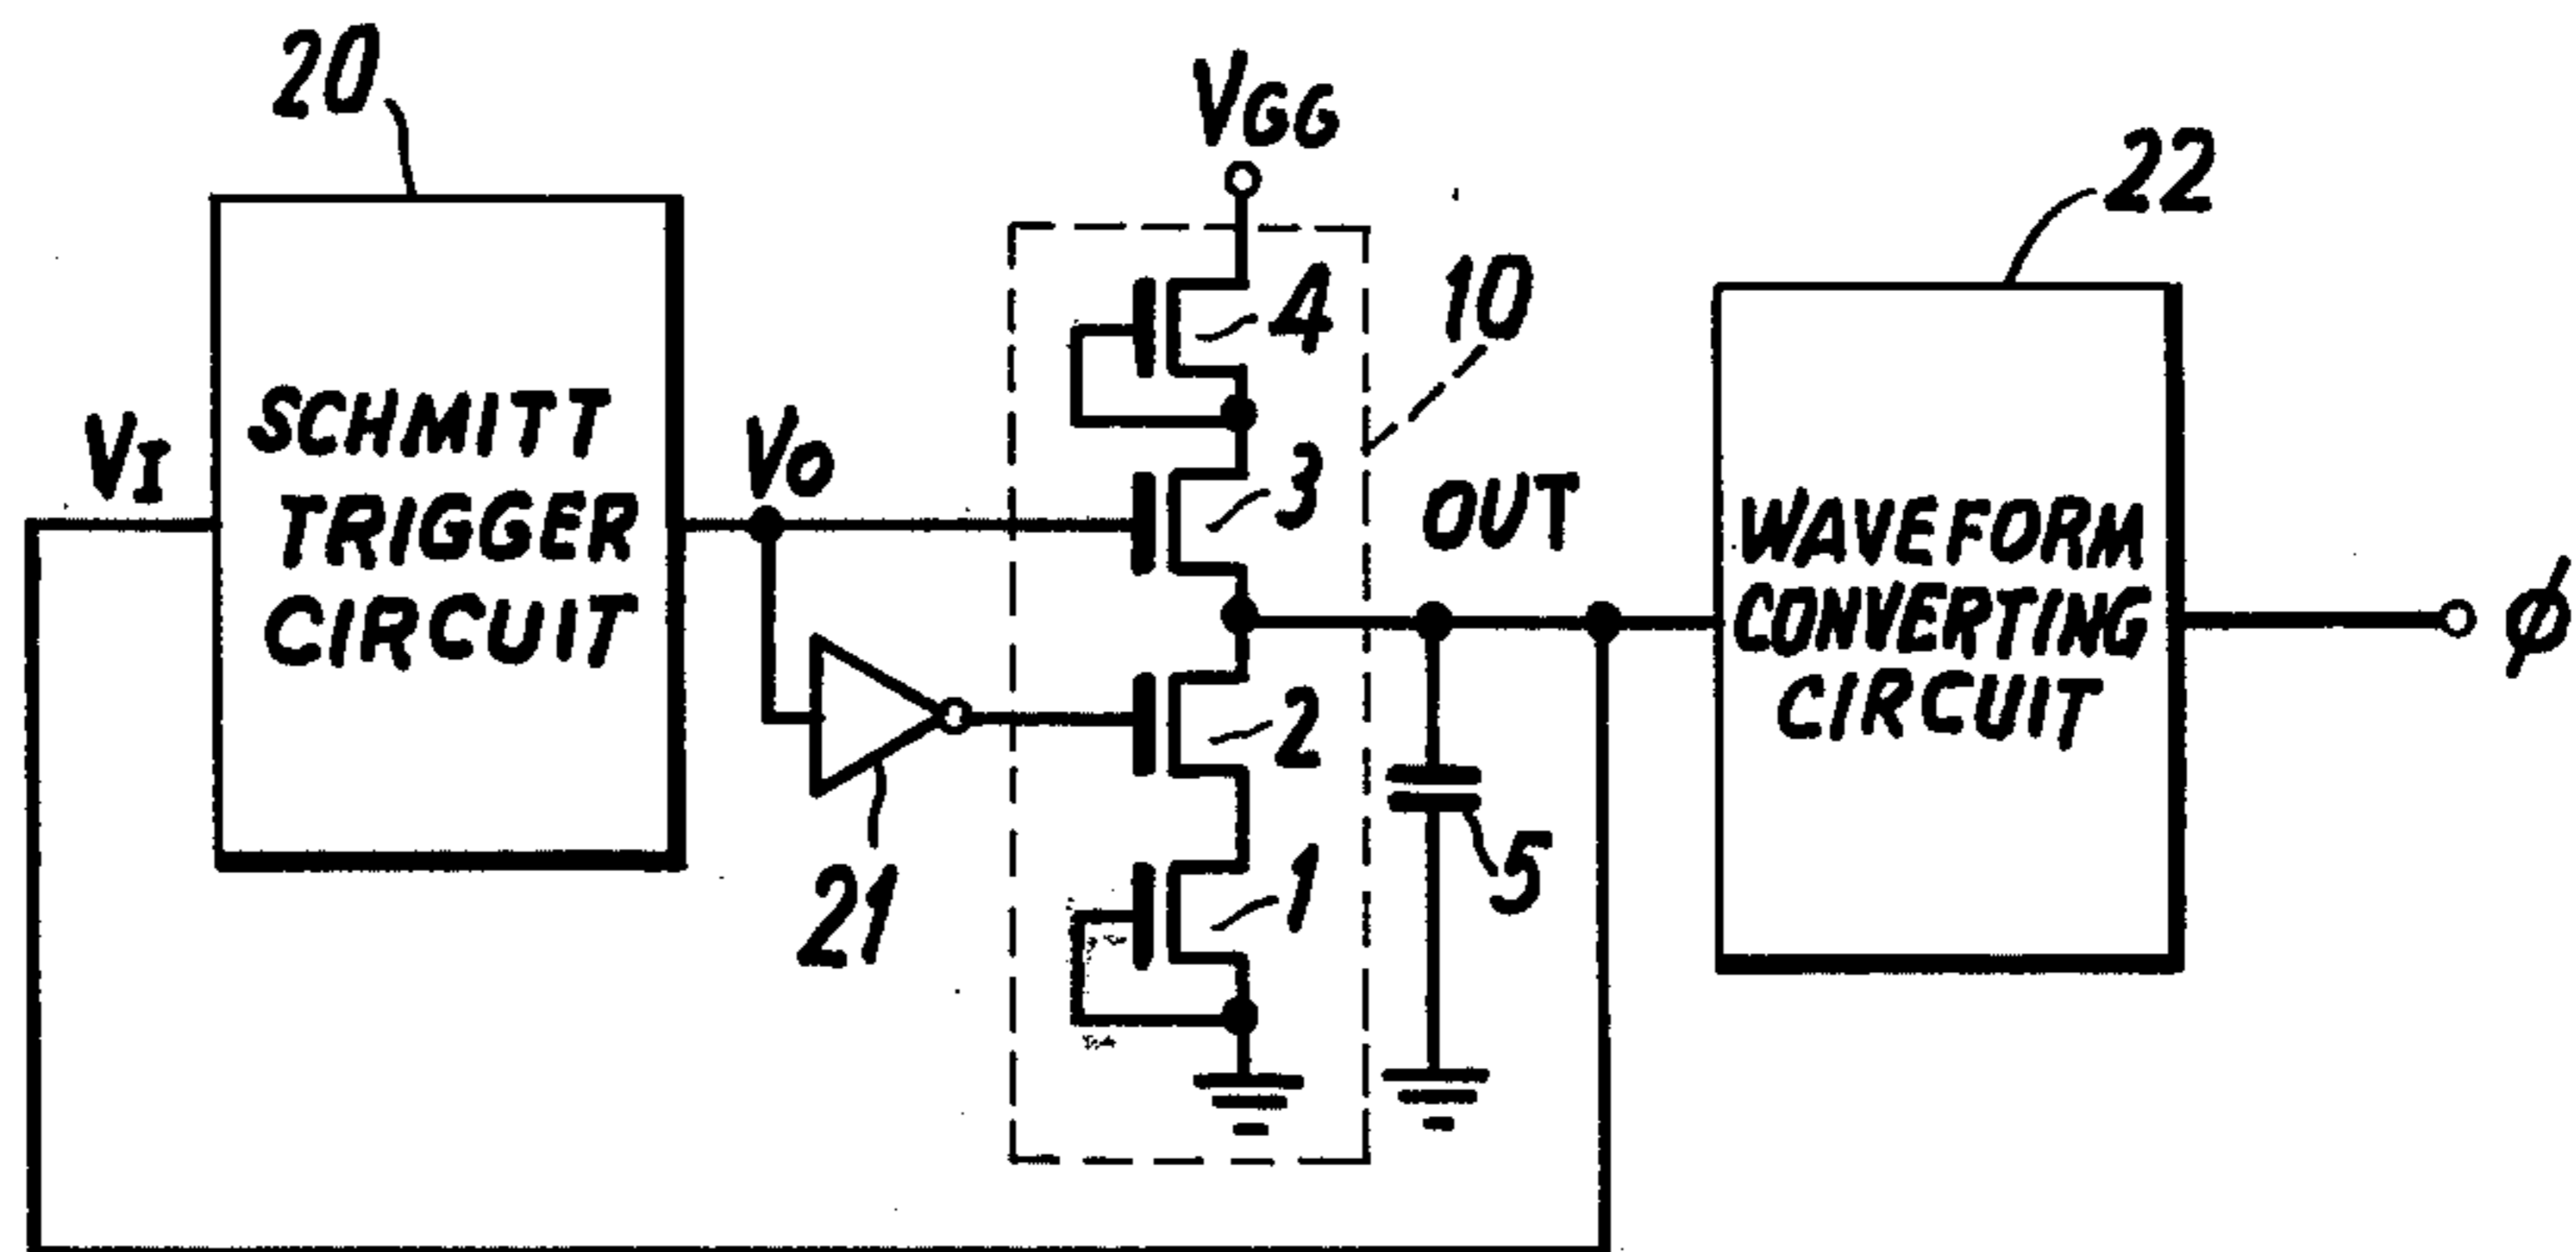 20
VGG
22
4
10
SCHMITT
TRIGGER
CIRCUIT
VI
VO
3
OUT
WAVEFORM
CONVERTING
CIRCUIT
φ
2
21
1
5